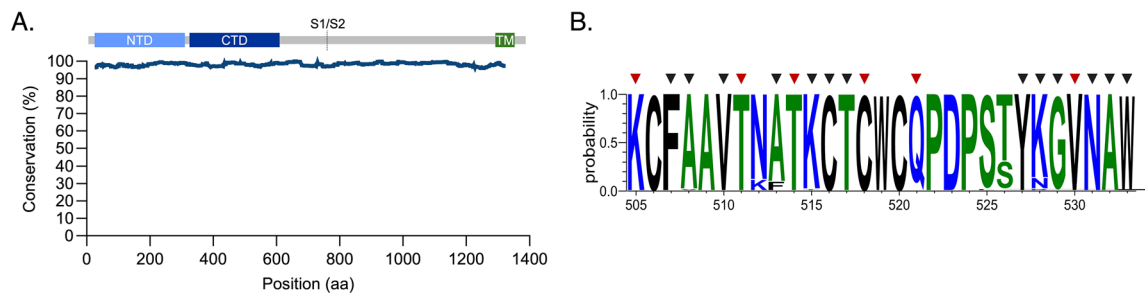 A.
S1/S2
NTD
CTD
TM
Conservation (%)
100
90
80
70
60
50
40
30
20
10
0
0 200 400 600 800 1000 1200 1400
Position (aa)
B.
probability
1.0
0.5
0.0
KCFAAVTNATKCTCWCQPDPSTYKGVNAW
K F S N
505 510 515 520 525 530